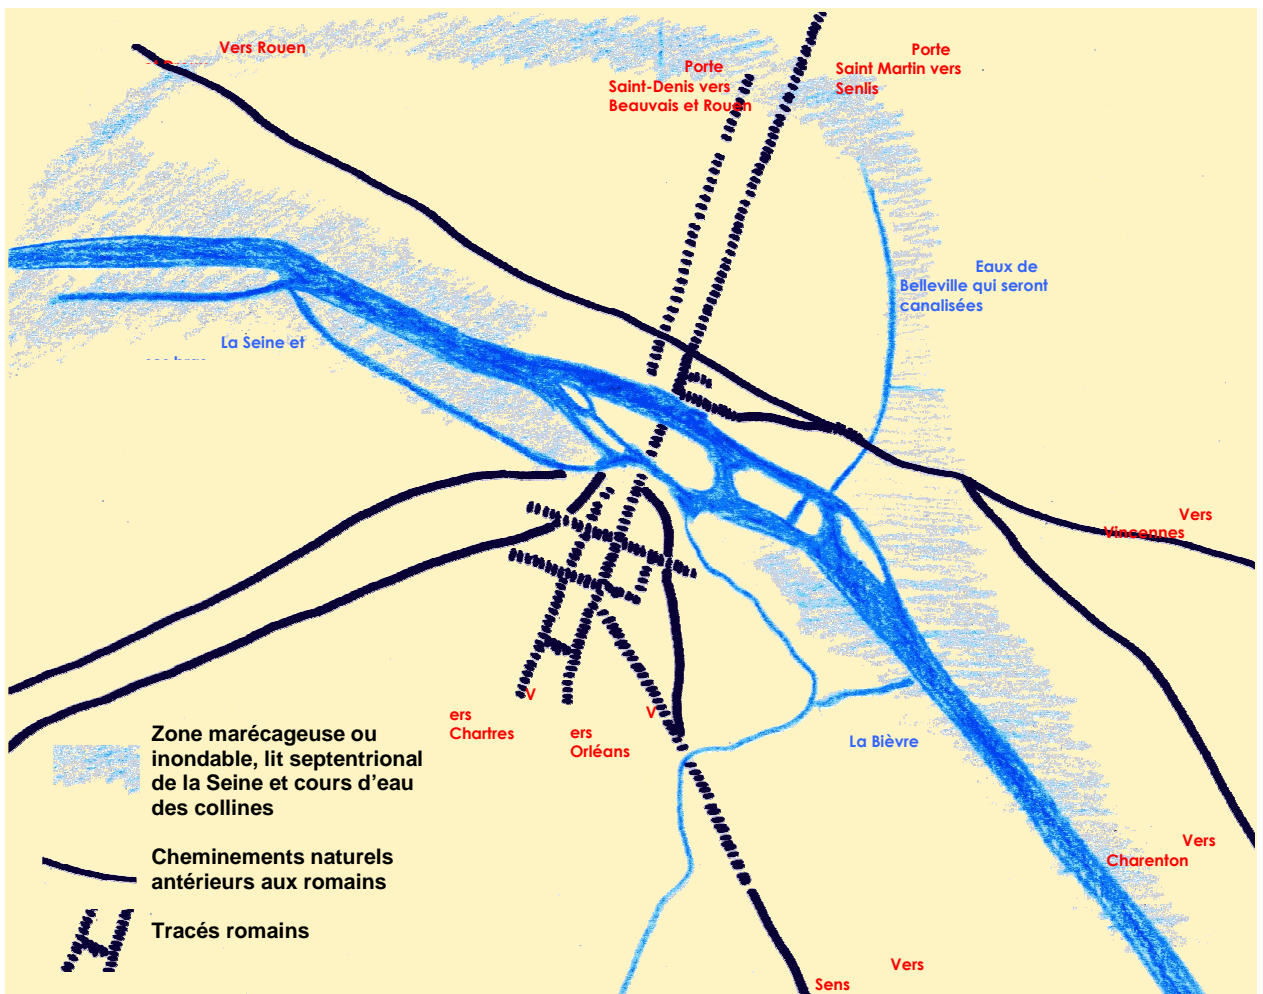 Vers Rouen
Porte
Saint-Denis vers
Beauvais et Rouen
Porte
Saint Martin vers
Senlis
Eaux de
Belleville qui seront
canalisées
La Seine et
Vers
Vincennes
V
ers
Chartres
V
ers
Orléans
La Bièvre
Vers
Charenton
Vers
Sens
Zone marécageuse ou
inondable, lit septentrional
de la Seine et cours d'eau
des collines
Cheminements naturels
antérieurs aux romains
Tracés romains